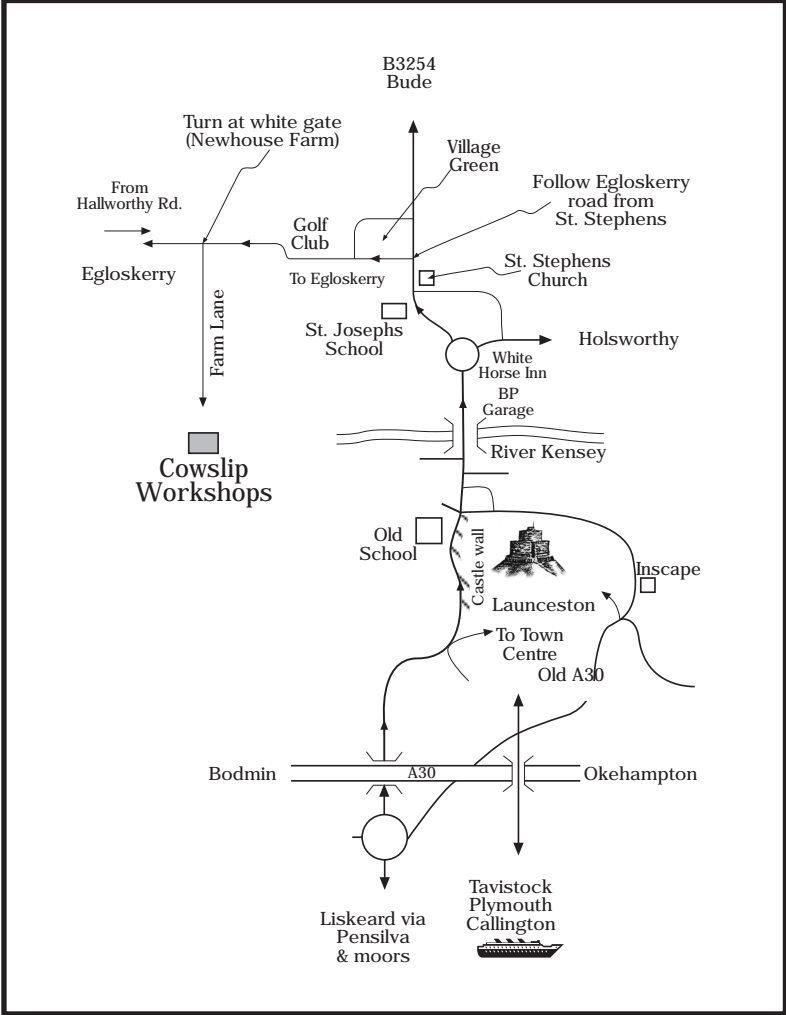 B3254
Bude
Turn at white gate
(Newhouse Farm)
Village
Green
From
Hallworthy Rd.
Follow Egloskerry
road from
St. Stephens
Golf
Club
Egloskerry
To Egloskerry
St. Stephens
Church
Farm Lane
St. Josephs
School
Holsworthy
White
Horse Inn
BP
Garage
River Kensey
Cowslip
Workshops
Old
School
Castle wall
Inscape
Launceston
To Town
Centre
Old A30
Bodmin
A30
Okehampton
Liskeard via
Pensilva
& moors
Tavistock
Plymouth
Callington